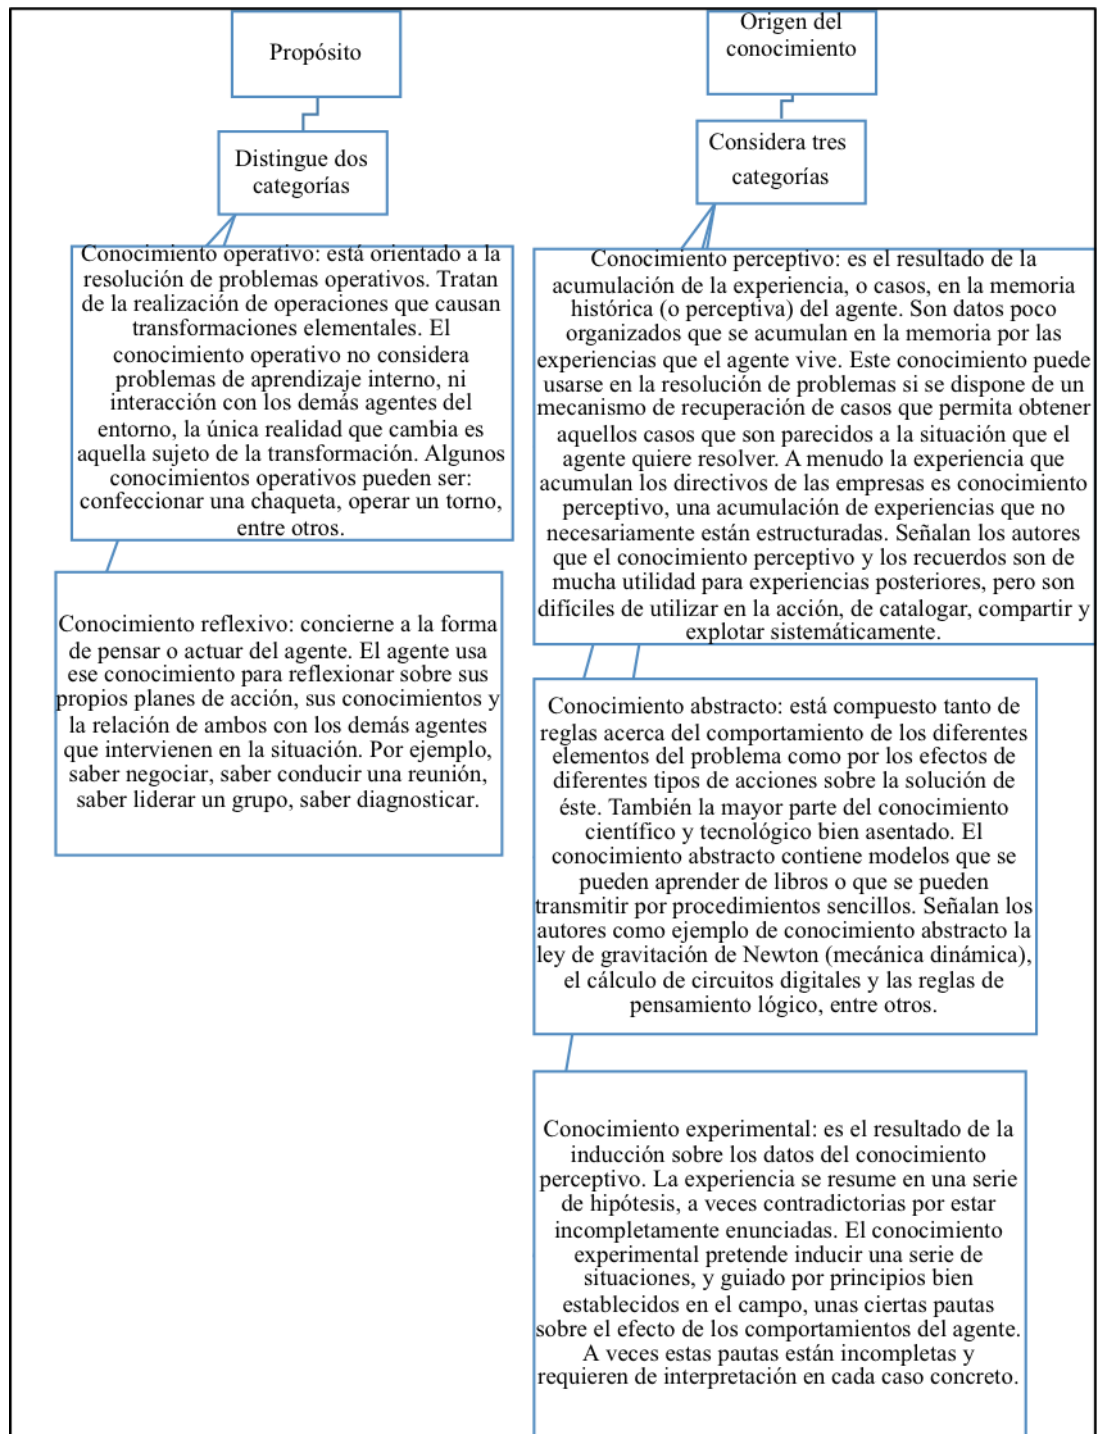 Propósito
Distingue dos
categorías
Conocimiento operativo: está orientado a la
resolución de problemas operativos. Tratan
de la realización de operaciones que causan
transformaciones elementales. El
conocimiento operativo no considera
problemas de aprendizaje interno, ni
interacción con los demás agentes del
entorno, la única realidad que cambia es
aquella sujeto de la transformación. Algunos
conocimientos operativos pueden ser:
confeccionar una chaqueta, operar un torno,
entre otros.
Conocimiento reflexivo: concierne a la forma
de pensar o actuar del agente. El agente usa
ese conocimiento para reflexionar sobre sus
propios planes de acción, sus conocimientos y
la relación de ambos con los demás agentes
que intervienen en la situación. Por ejemplo,
saber negociar, saber conducir una reunión,
saber liderar un grupo, saber diagnosticar.
Origen del
conocimiento
Considera tres
categorías
Conocimiento perceptivo: es el resultado de la
acumulación de la experiencia, o casos, en la memoria
histórica (o perceptiva) del agente. Son datos poco
organizados que se acumulan en la memoria por las
experiencias que el agente vive. Este conocimiento puede
usarse en la resolución de problemas si se dispone de un
mecanismo de recuperación de casos que permita obtener
aquellos casos que son parecidos a la situación que el
agente quiere resolver. A menudo la experiencia que
acumulan los directivos de las empresas es conocimiento
perceptivo, una acumulación de experiencias que no
necesariamente están estructuradas. Señalan los autores
que el conocimiento perceptivo y los recuerdos son de
mucha utilidad para experiencias posteriores, pero son
difíciles de utilizar en la acción, de catalogar, compartir y
explotar sistemáticamente.
Conocimiento abstracto: está compuesto tanto de
reglas acerca del comportamiento de los diferentes
elementos del problema como por los efectos de
diferentes tipos de acciones sobre la solución de
éste. También la mayor parte del conocimiento
científico y tecnológico bien asentado. El
conocimiento abstracto contiene modelos que se
pueden aprender de libros o que se pueden
transmitir por procedimientos sencillos. Señalan los
autores como ejemplo de conocimiento abstracto la
ley de gravitación de Newton (mecánica dinámica),
el cálculo de circuitos digitales y las reglas de
pensamiento lógico, entre otros.
Conocimiento experimental: es el resultado de la
inducción sobre los datos del conocimiento
perceptivo. La experiencia se resume en una serie
de hipótesis, a veces contradictorias por estar
incompletamente enunciadas. El conocimiento
experimental pretende inducir una serie de
situaciones, y guiado por principios bien
establecidos en el campo, unas ciertas pautas
sobre el efecto de los comportamientos del agente.
A veces estas pautas están incompletas y
requieren de interpretación en cada caso concreto.